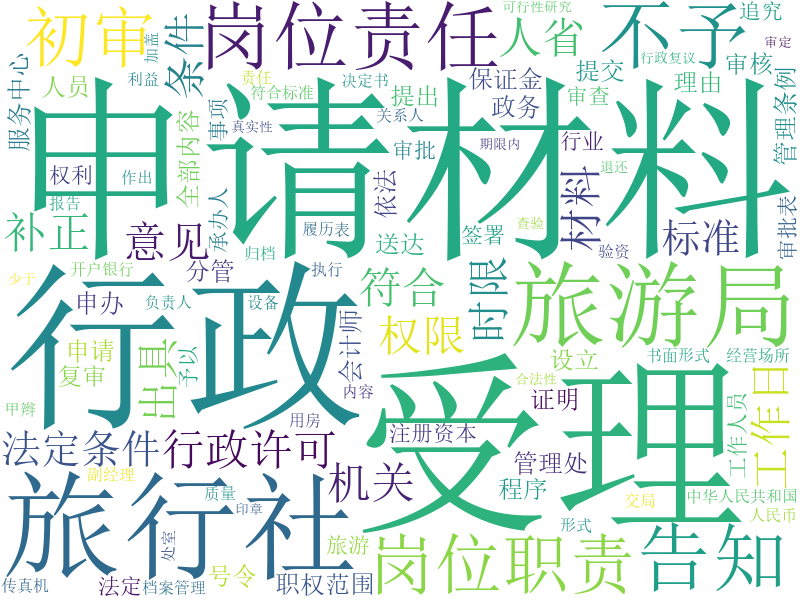 可行性研究
追究
初审
加盖
条件
岗位责任
不予
人省
行政复议
审定
服务中心
人员
利益
责任
决定书
保证金
提交
理由
审核
管理条例
符合标准
提出
政务
审查
事项
真实性
关系人
申请材料
全部内容
审批
期限内
行业
退还
权利
作出
依法
材料
报告
承办人
履历表
签署
查验
审批表
补正
意见
归档
送达
标准
验资
开户银行
分管
执行
时限
少于
符合
旅游局
申办
负责人
设备
行政
权限
受理
申请
予以
会计师
设立
书面形式
经营场所
复审
出具
内容
合法性
工作日
甲辩
用房
证明
工作人员
法定条件
行政许可
注册资本
机关
管理处
副经理
旅行社
质量
程序
交局
中华人民共和国
印章
人民币
处室
形式
岗位职责
告知
旅游
号令
传真机
法定
档案管理
职权范围